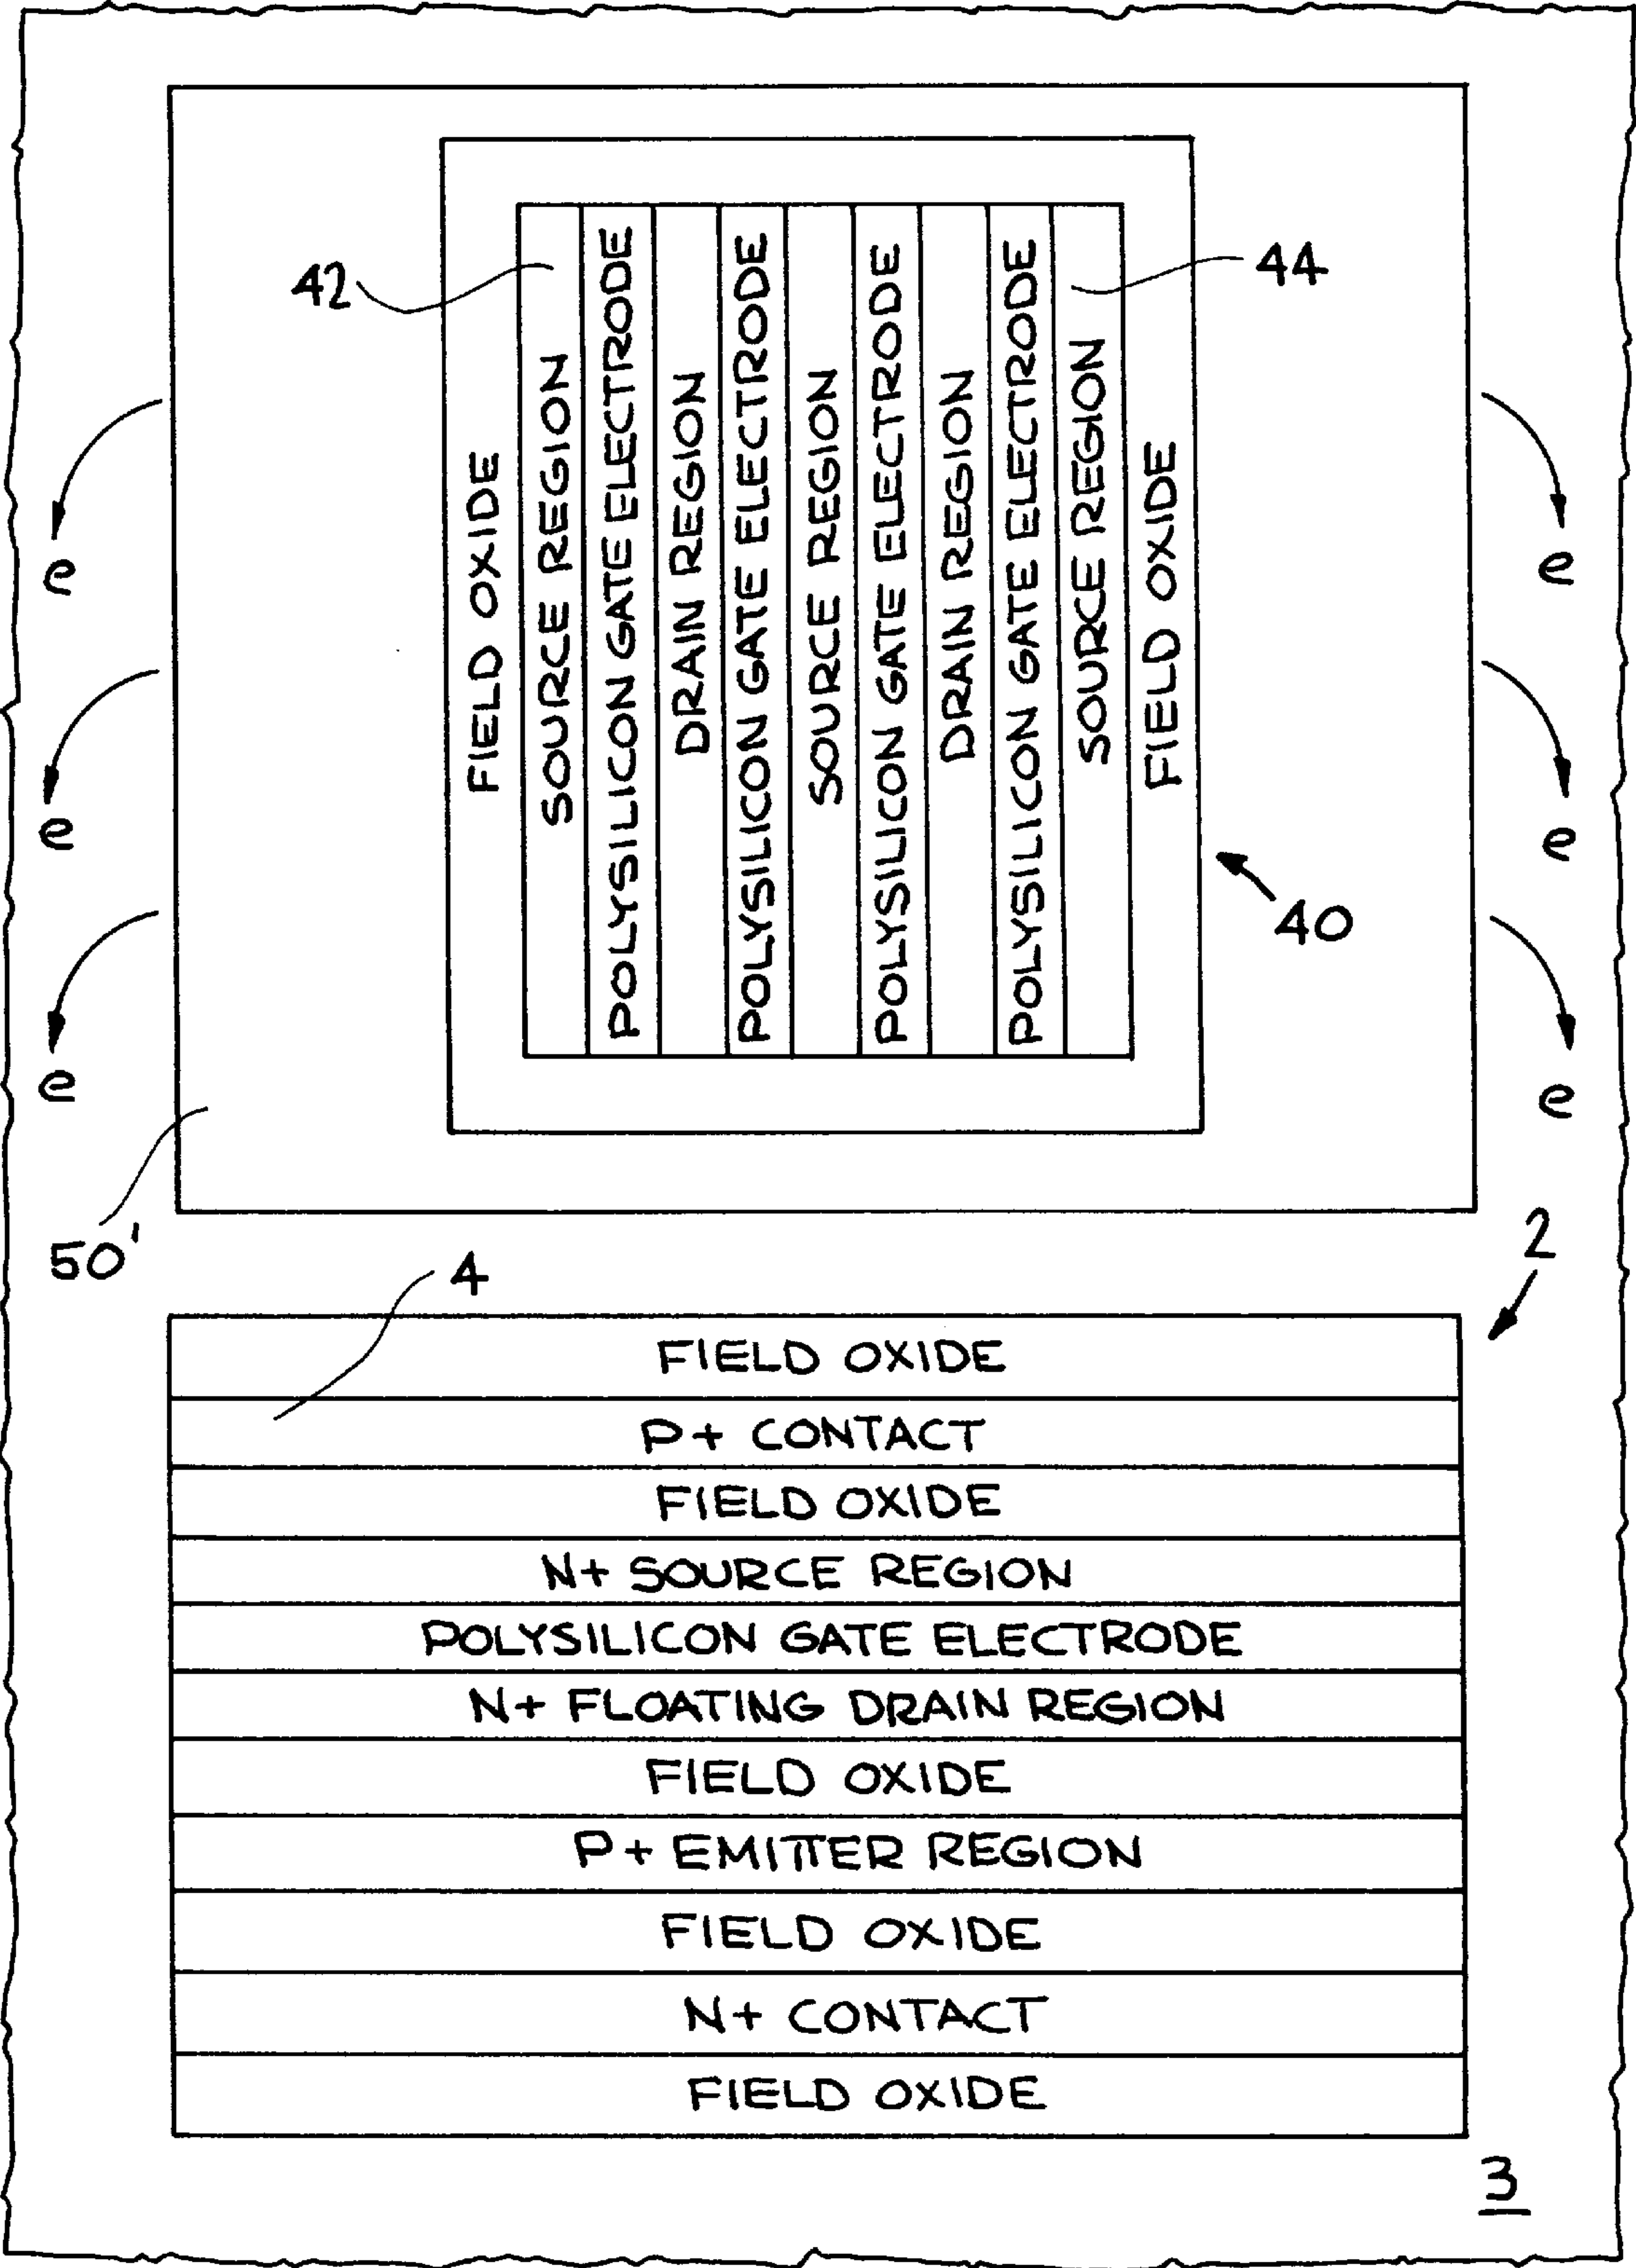 42
44
FIELD OXIDE
SOURCE REGION
POLYSILICON GATE ELECTRODE
DRAIN REGION
POLYSILICON GATE ELECTRODE
SOURCE REGION
POLYSILICON GATE ELECTRODE
DRAIN REGION
POLYSILICON GATE ELECTRODE
SOURCE REGION
FIELD OXIDE
e
e
e
e
e
e
40
50'
2
4
FIELD OXIDE
P+ CONTACT
FIELD OXIDE
N+ SOURCE REGION
POLYSILICON GATE ELECTRODE
N+ FLOATING DRAIN REGION
FIELD OXIDE
P+ EMITTER REGION
FIELD OXIDE
N+ CONTACT
FIELD OXIDE
3